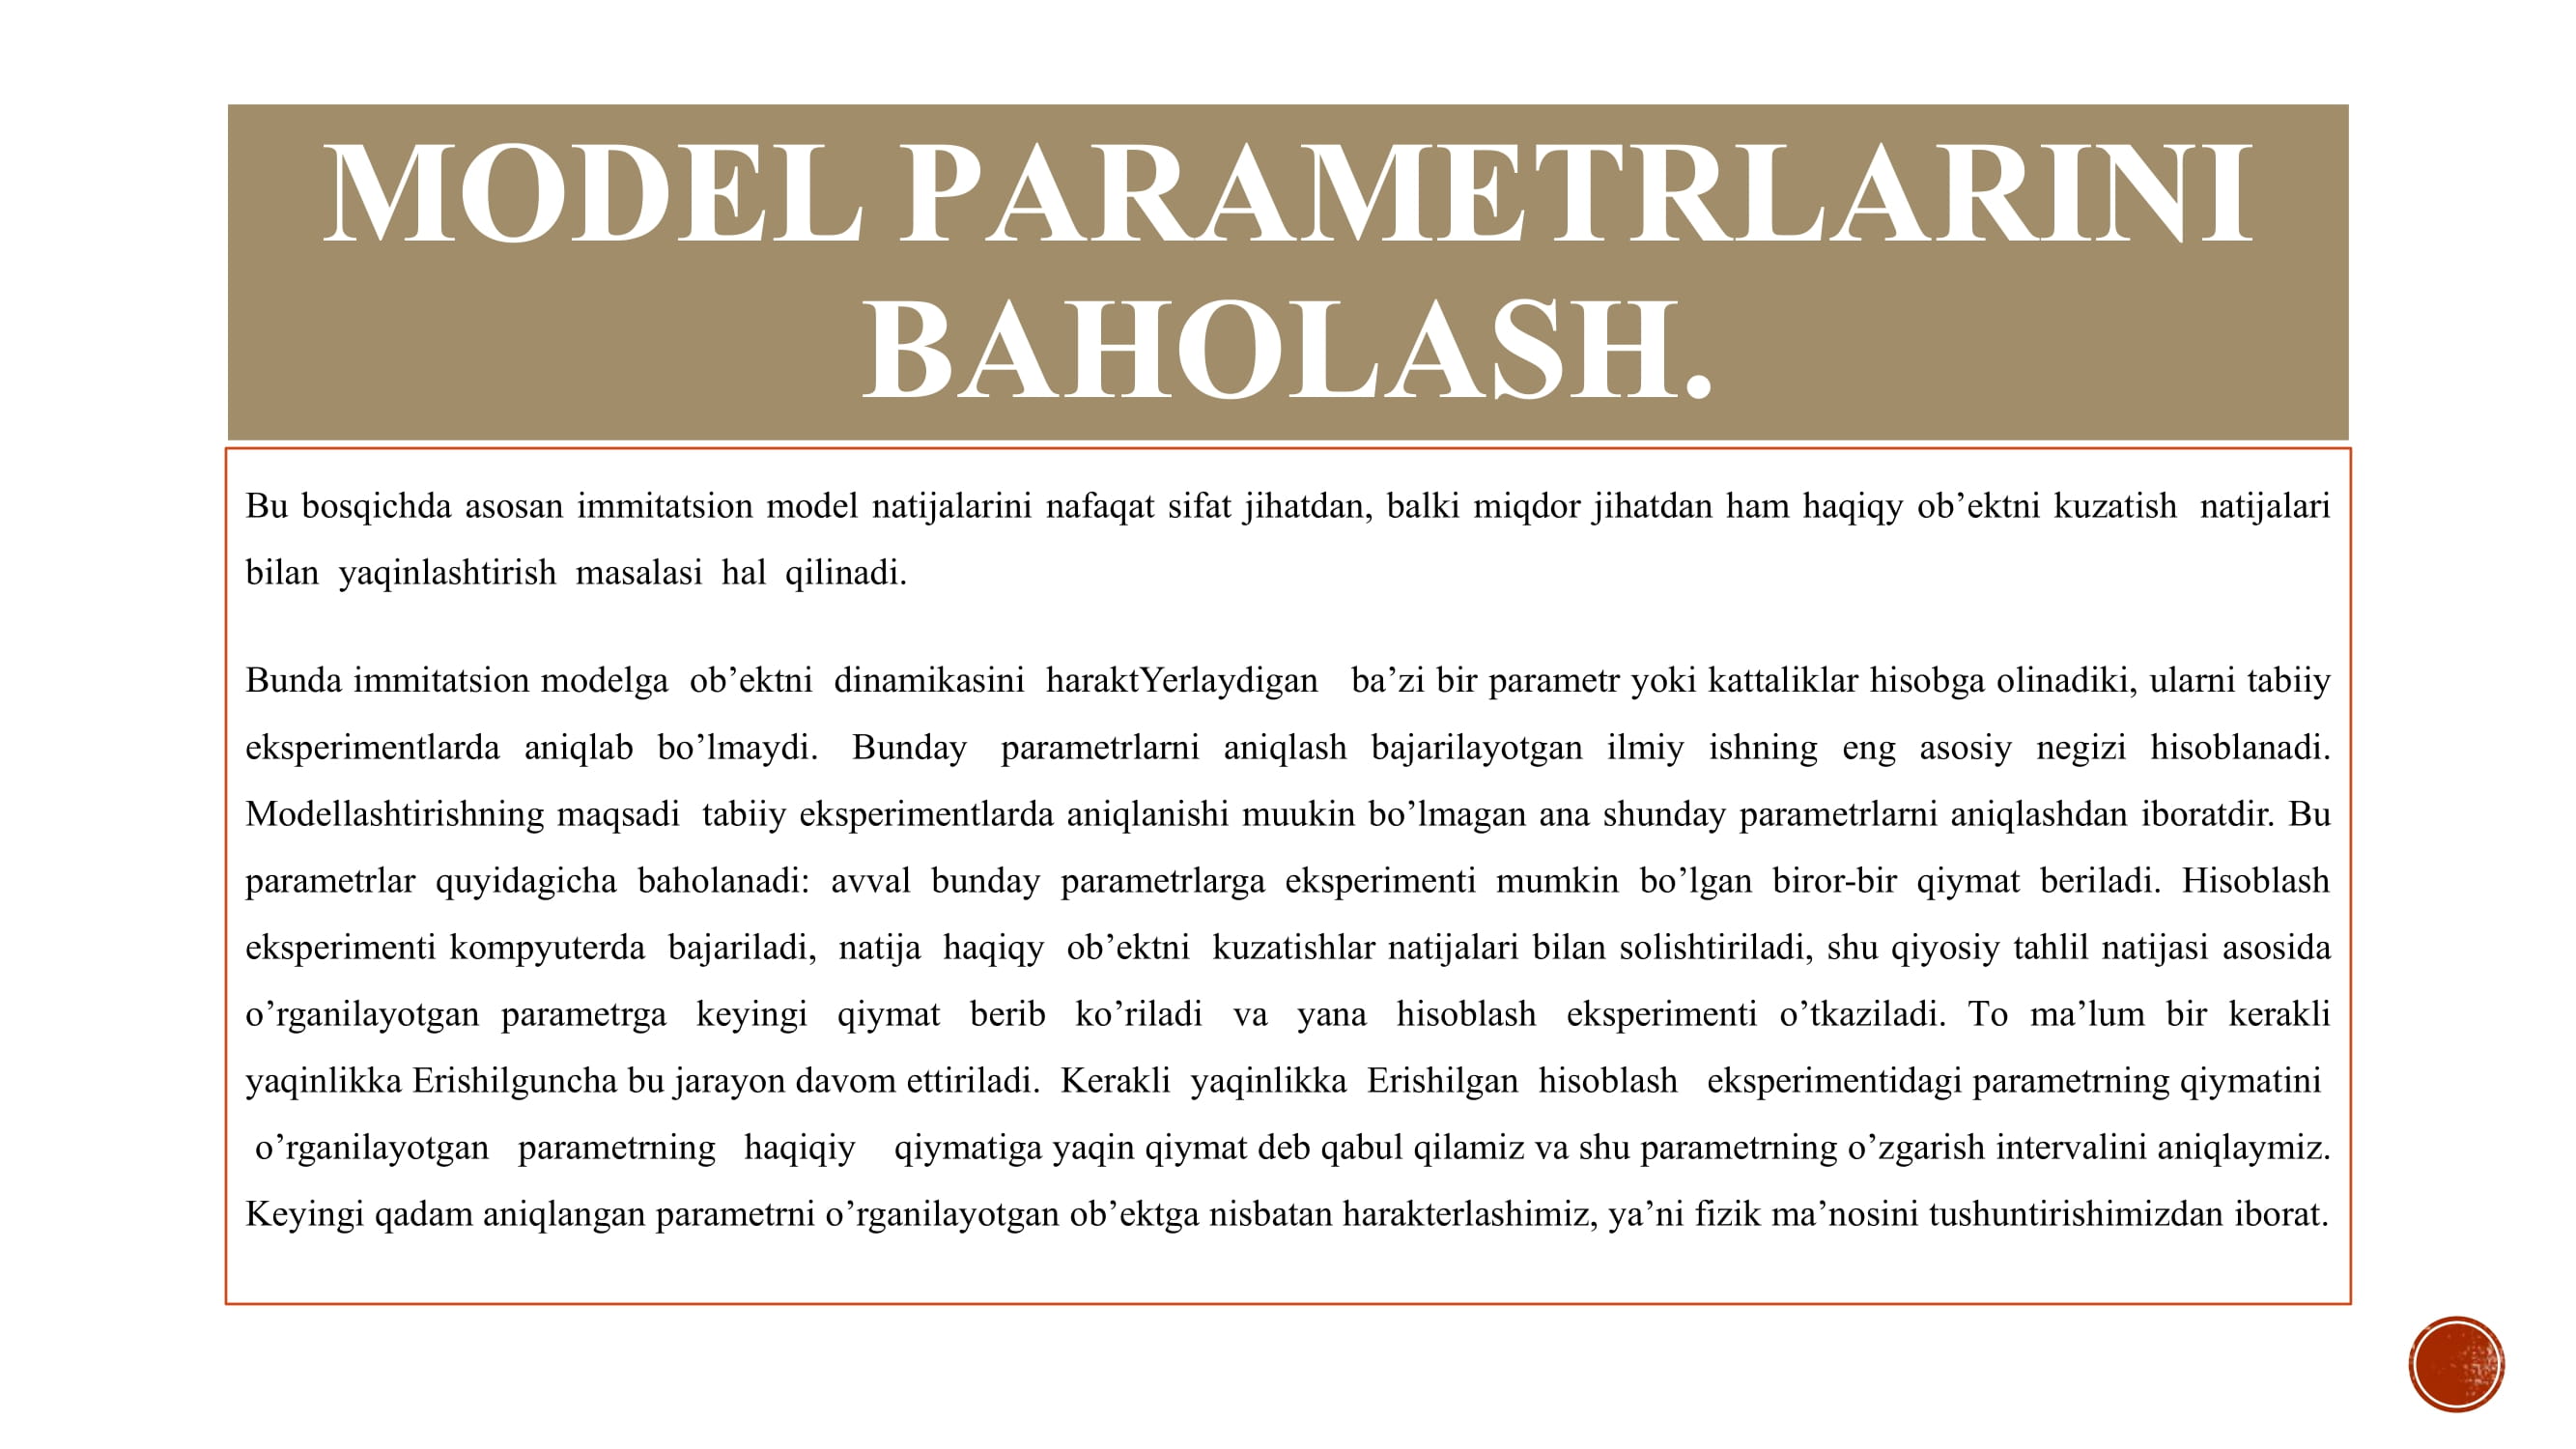 MODEL PARAMETRLARINI
BAHOLASH.
Bu bosqichda asosan immitatsion model natijalarini nafaqat sifat jihatdan, balki miqdor jihatdan ham haqiqy ob’ektni kuzatish natijalari
bilan yaqinlashtirish masalasi hal qilinadi.
Bunda immitatsion modelga ob’ektni dinamikasini haraktYerlaydigan ba’zi bir parametr yoki kattaliklar hisobga olinadiki, ularni tabiiy
eksperimentlarda aniqlab bo’lmaydi. Bunday parametrlarni aniqlash bajarilayotgan ilmiy ishning eng asosiy negizi hisoblanadi.
Modellashtirishning maqsadi tabiiy eksperimentlarda aniqlanishi muukin bo’lmagan ana shunday parametrlarni aniqlashdan iboratdir. Bu
parametrlar quyidagicha baholanadi: avval bunday parametrlarga eksperimenti mumkin bo’lgan biror-bir qiymat beriladi. Hisoblash
eksperimenti kompyuterda bajariladi, natija haqiqy ob’ektni kuzatishlar natijalari bilan solishtiriladi, shu qiyosiy tahlil natijasi asosida
o’rganilayotgan parametrga keyingi qiymat berib ko’riladi va yana hisoblash eksperimenti o’tkaziladi. To ma’lum bir kerakli
yaqinlikka Erishilguncha bu jarayon davom ettiriladi. Kerakli yaqinlikka Erishilgan hisoblash eksperimentidagi parametrning qiymatini
o’rganilayotgan parametrning haqiqiy qiymatiga yaqin qiymat deb qabul qilamiz va shu parametrning o’zgarish intervalini aniqlaymiz.
Keyingi qadam aniqlangan parametrni o’rganilayotgan ob’ektga nisbatan harakterlashimiz, ya’ni fizik ma’nosini tushuntirishimizdan iborat.